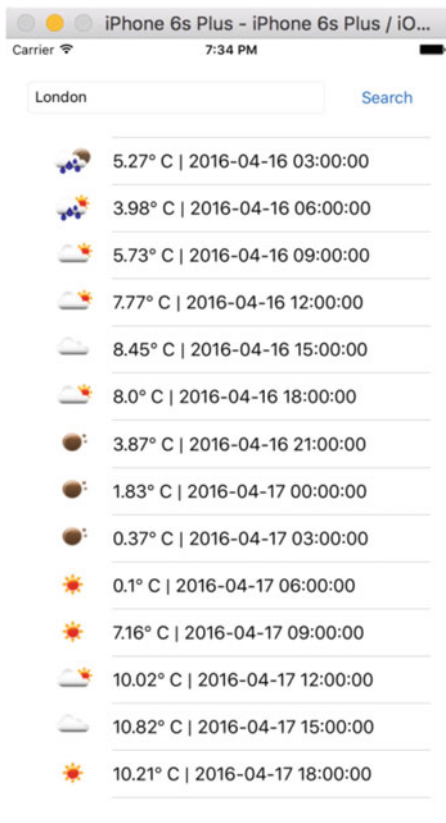 iPhone 6s Plus - iPhone 6s Plus / iO...
Carrier 7:34 PM
London Search
5.27° C | 2016-04-16 03:00:00
3.98° C | 2016-04-16 06:00:00
5.73° C | 2016-04-16 09:00:00
7.77° C | 2016-04-16 12:00:00
8.45° C | 2016-04-16 15:00:00
8.0° C | 2016-04-16 18:00:00
3.87° C | 2016-04-16 21:00:00
1.83° C | 2016-04-17 00:00:00
0.37° C | 2016-04-17 03:00:00
0.1° C | 2016-04-17 06:00:00
7.16° C | 2016-04-17 09:00:00
10.02° C | 2016-04-17 12:00:00
10.82° C | 2016-04-17 15:00:00
10.21° C | 2016-04-17 18:00:00